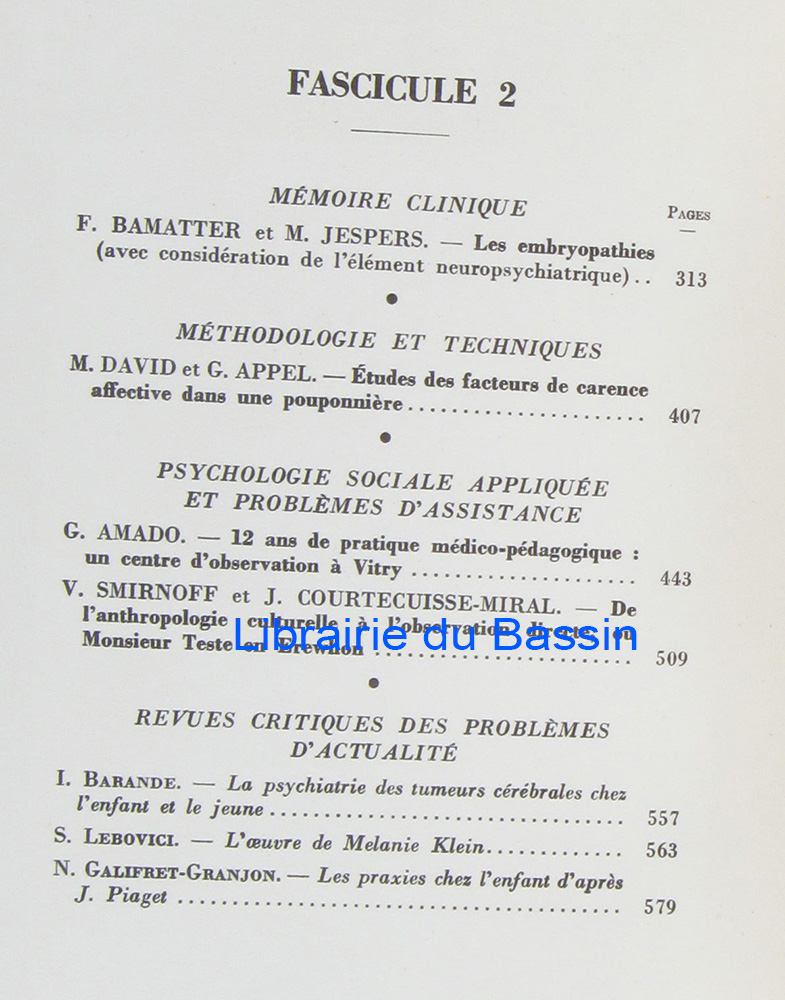 FASCICULE 2
MÉMOIRE CLINIQUE
PAGES
F. BAMATTER et M. JESPERS. — Les embryopathies
(avec considération de l'élément neuropsychiatrique) .. 313
MÉTHODOLOGIE ET TECHNIQUES
M. DAVID et G. APPEL. — Études des facteurs de carence
affective dans une pouponnière ...................... 407
PSYCHOLOGIE SOCIALE APPLIQUÉE
ET PROBLÈMES D'ASSISTANCE
G. AMADO. — 12 ans de pratique médico-pédagogique :
un centre d'observation à Vitry ..................... 443
V. SMIRNOFF et J. COURTECUISSE-MIRAL. — De
l'anthropologie culturelle à l'observation directe, ou
Librairie du Bassin
Monsieur Teste en Erewhon ........................ 509
REVUES CRITIQUES DES PROBLÈMES
D'ACTUALITÉ
I. BARANDE. — La psychiatrie des tumeurs cérébrales chez
l'enfant et le jeune ................................. 557
S. LEBOVICI. — L'œuvre de Melanie Klein............. 563
N. GALIFRET-GRANJON. — Les praxies chez l'enfant d'après
J. Piaget ......................................... 579